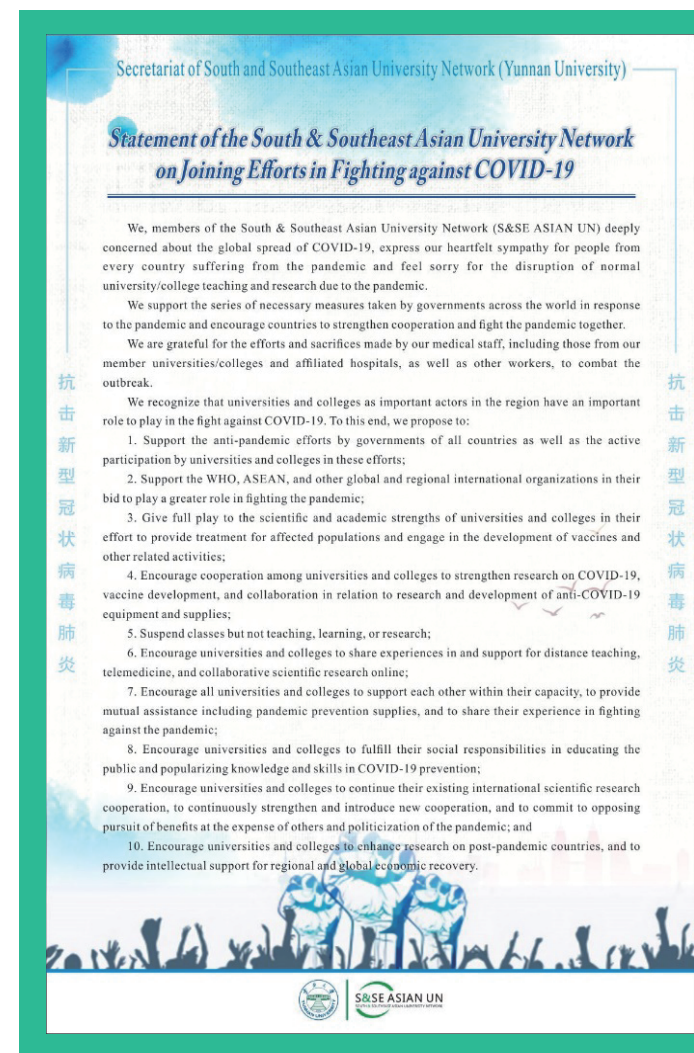 Secretariat of South and Southeast Asian University Network (Yunnan University)
Statement of the South & Southeast Asian University Network
on Joining Efforts in Fighting against COVID-19
We, members of the South & Southeast Asian University Network (S&SE ASIAN UN) deeply
concerned about the global spread of COVID-19, express our heartfelt sympathy for people from
every country suffering from the pandemic and feel sorry for the disruption of normal
university/college teaching and research due to the pandemic.
We support the series of necessary measures taken by governments across the world in response
to the pandemic and encourage countries to strengthen cooperation and fight the pandemic together.
We are grateful for the efforts and sacrifices made by our medical staff, including those from our
member universities/colleges and affiliated hospitals, as well as other workers, to combat the
outbreak.
We recognize that universities and colleges as important actors in the region have an important
role to play in the fight against COVID-19. To this end, we propose to:
1. Support the anti-pandemic efforts by governments of all countries as well as the active
participation by universities and colleges in these efforts;
2. Support the WHO, ASEAN, and other global and regional international organizations in their
bid to play a greater role in fighting the pandemic;
3. Give full play to the scientific and academic strengths of universities and colleges in their
effort to provide treatment for affected populations and engage in the development of vaccines and
other related activities;
4. Encourage cooperation among universities and colleges to strengthen research on COVID-19,
vaccine development, and collaboration in relation to research and development of anti-COVID-19
equipment and supplies;
5. Suspend classes but not teaching, learning, or research;
6. Encourage universities and colleges to share experiences in and support for distance teaching,
telemedicine, and collaborative scientific research online;
7. Encourage all universities and colleges to support each other within their capacity, to provide
mutual assistance including pandemic prevention supplies, and to share their experience in fighting
against the pandemic;
8. Encourage universities and colleges to fulfill their social responsibilities in educating the
public and popularizing knowledge and skills in COVID-19 prevention;
9. Encourage universities and colleges to continue their existing international scientific research
cooperation, to continuously strengthen and introduce new cooperation, and to commit to opposing
pursuit of benefits at the expense of others and politicization of the pandemic; and
10. Encourage universities and colleges to enhance research on post-pandemic countries, and to
provide intellectual support for regional and global economic recovery.
抗击新型冠状病毒肺炎
抗击新型冠状病毒肺炎
S&SE ASIAN UN